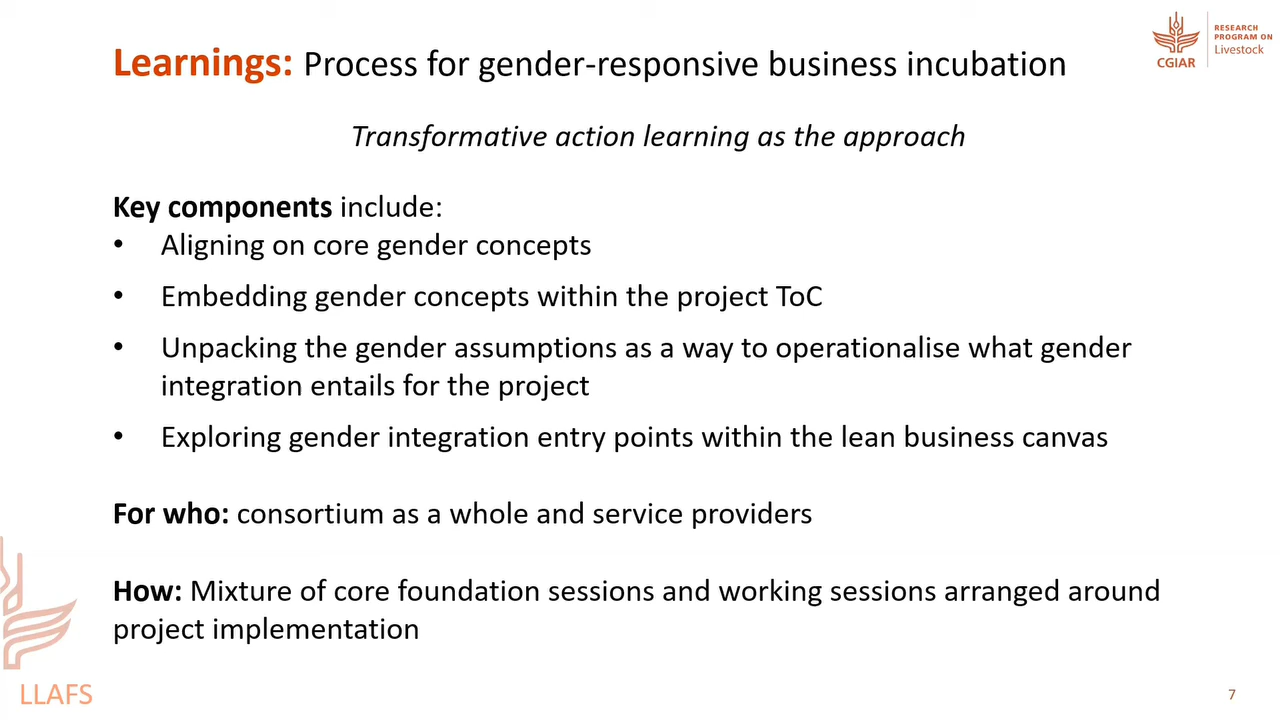 Learnings: Process for gender-responsive business incubation
RESEARCH
PROGRAM ON
Livestock
CGIAR
Transformative action learning as the approach
Key components include:
• Aligning on core gender concepts
• Embedding gender concepts within the project ToC
• Unpacking the gender assumptions as a way to operationalise what gender
integration entails for the project
• Exploring gender integration entry points within the lean business canvas
For who: consortium as a whole and service providers
How: Mixture of core foundation sessions and working sessions arranged around
project implementation
LLAFS
7